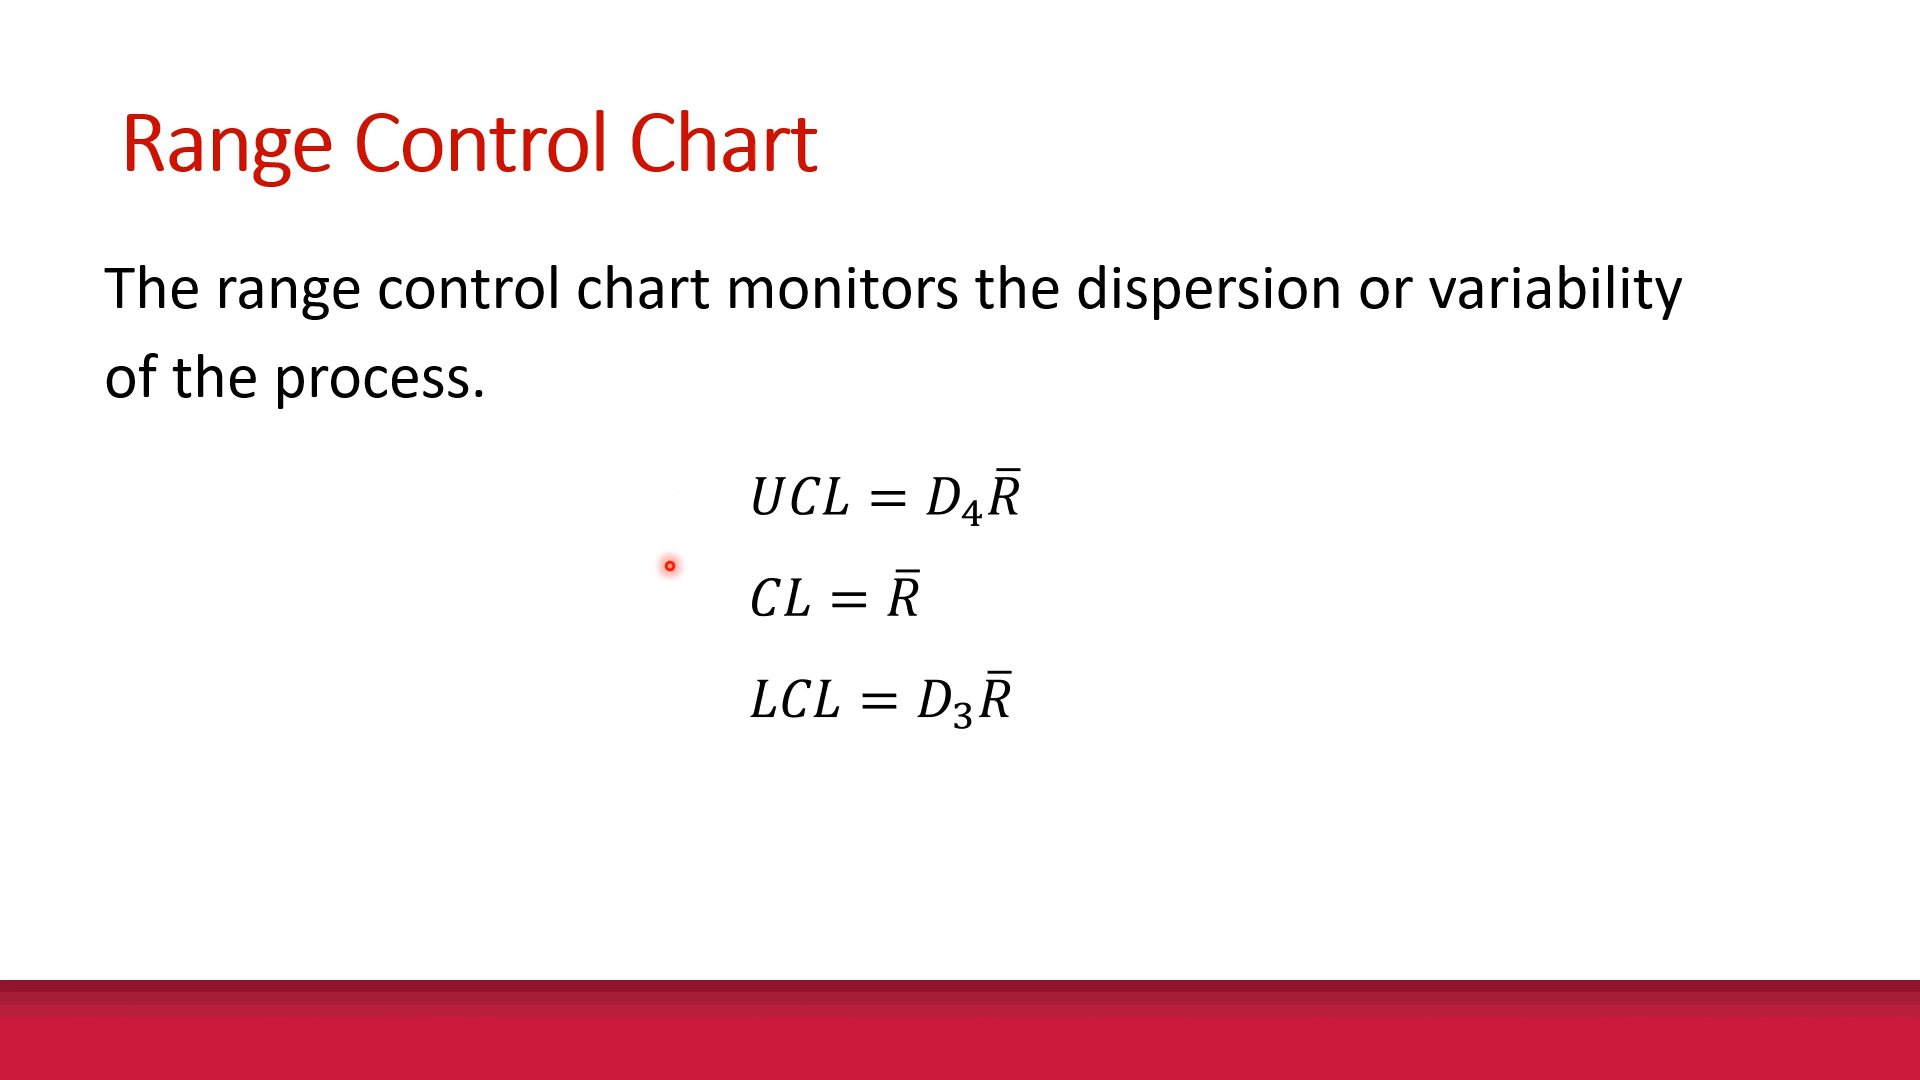 Range Control Chart
The range control chart monitors the dispersion or variability
of the process.
UCL = D₄R̅
CL = R̅
LCL = D₃R̅